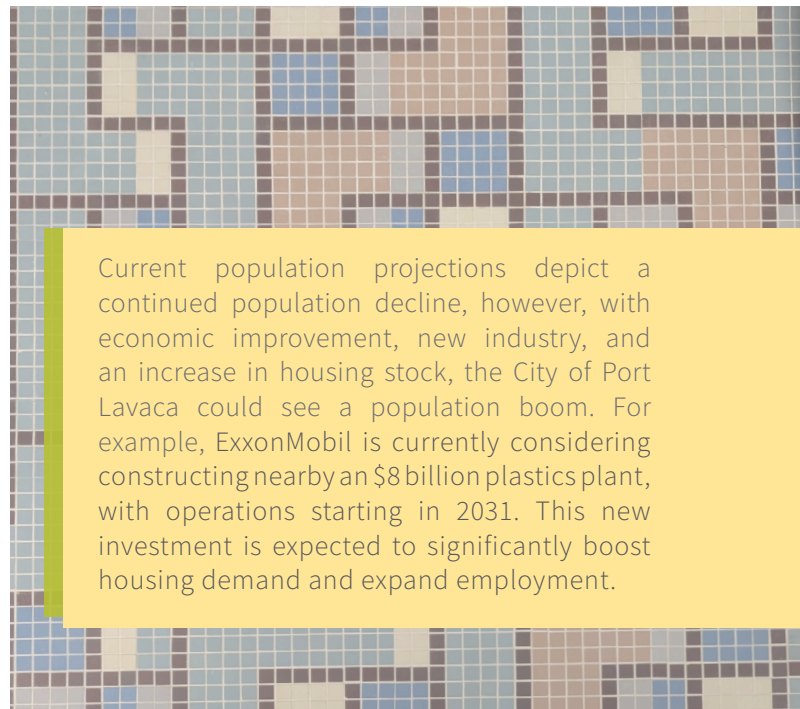 Current population projections depict a
continued population decline, however, with
economic improvement, new industry, and
an increase in housing stock, the City of Port
Lavaca could see a population boom. For
example, ExxonMobil is currently considering
constructing nearby an $8 billion plastics plant,
with operations starting in 2031. This new
investment is expected to significantly boost
housing demand and expand employment.